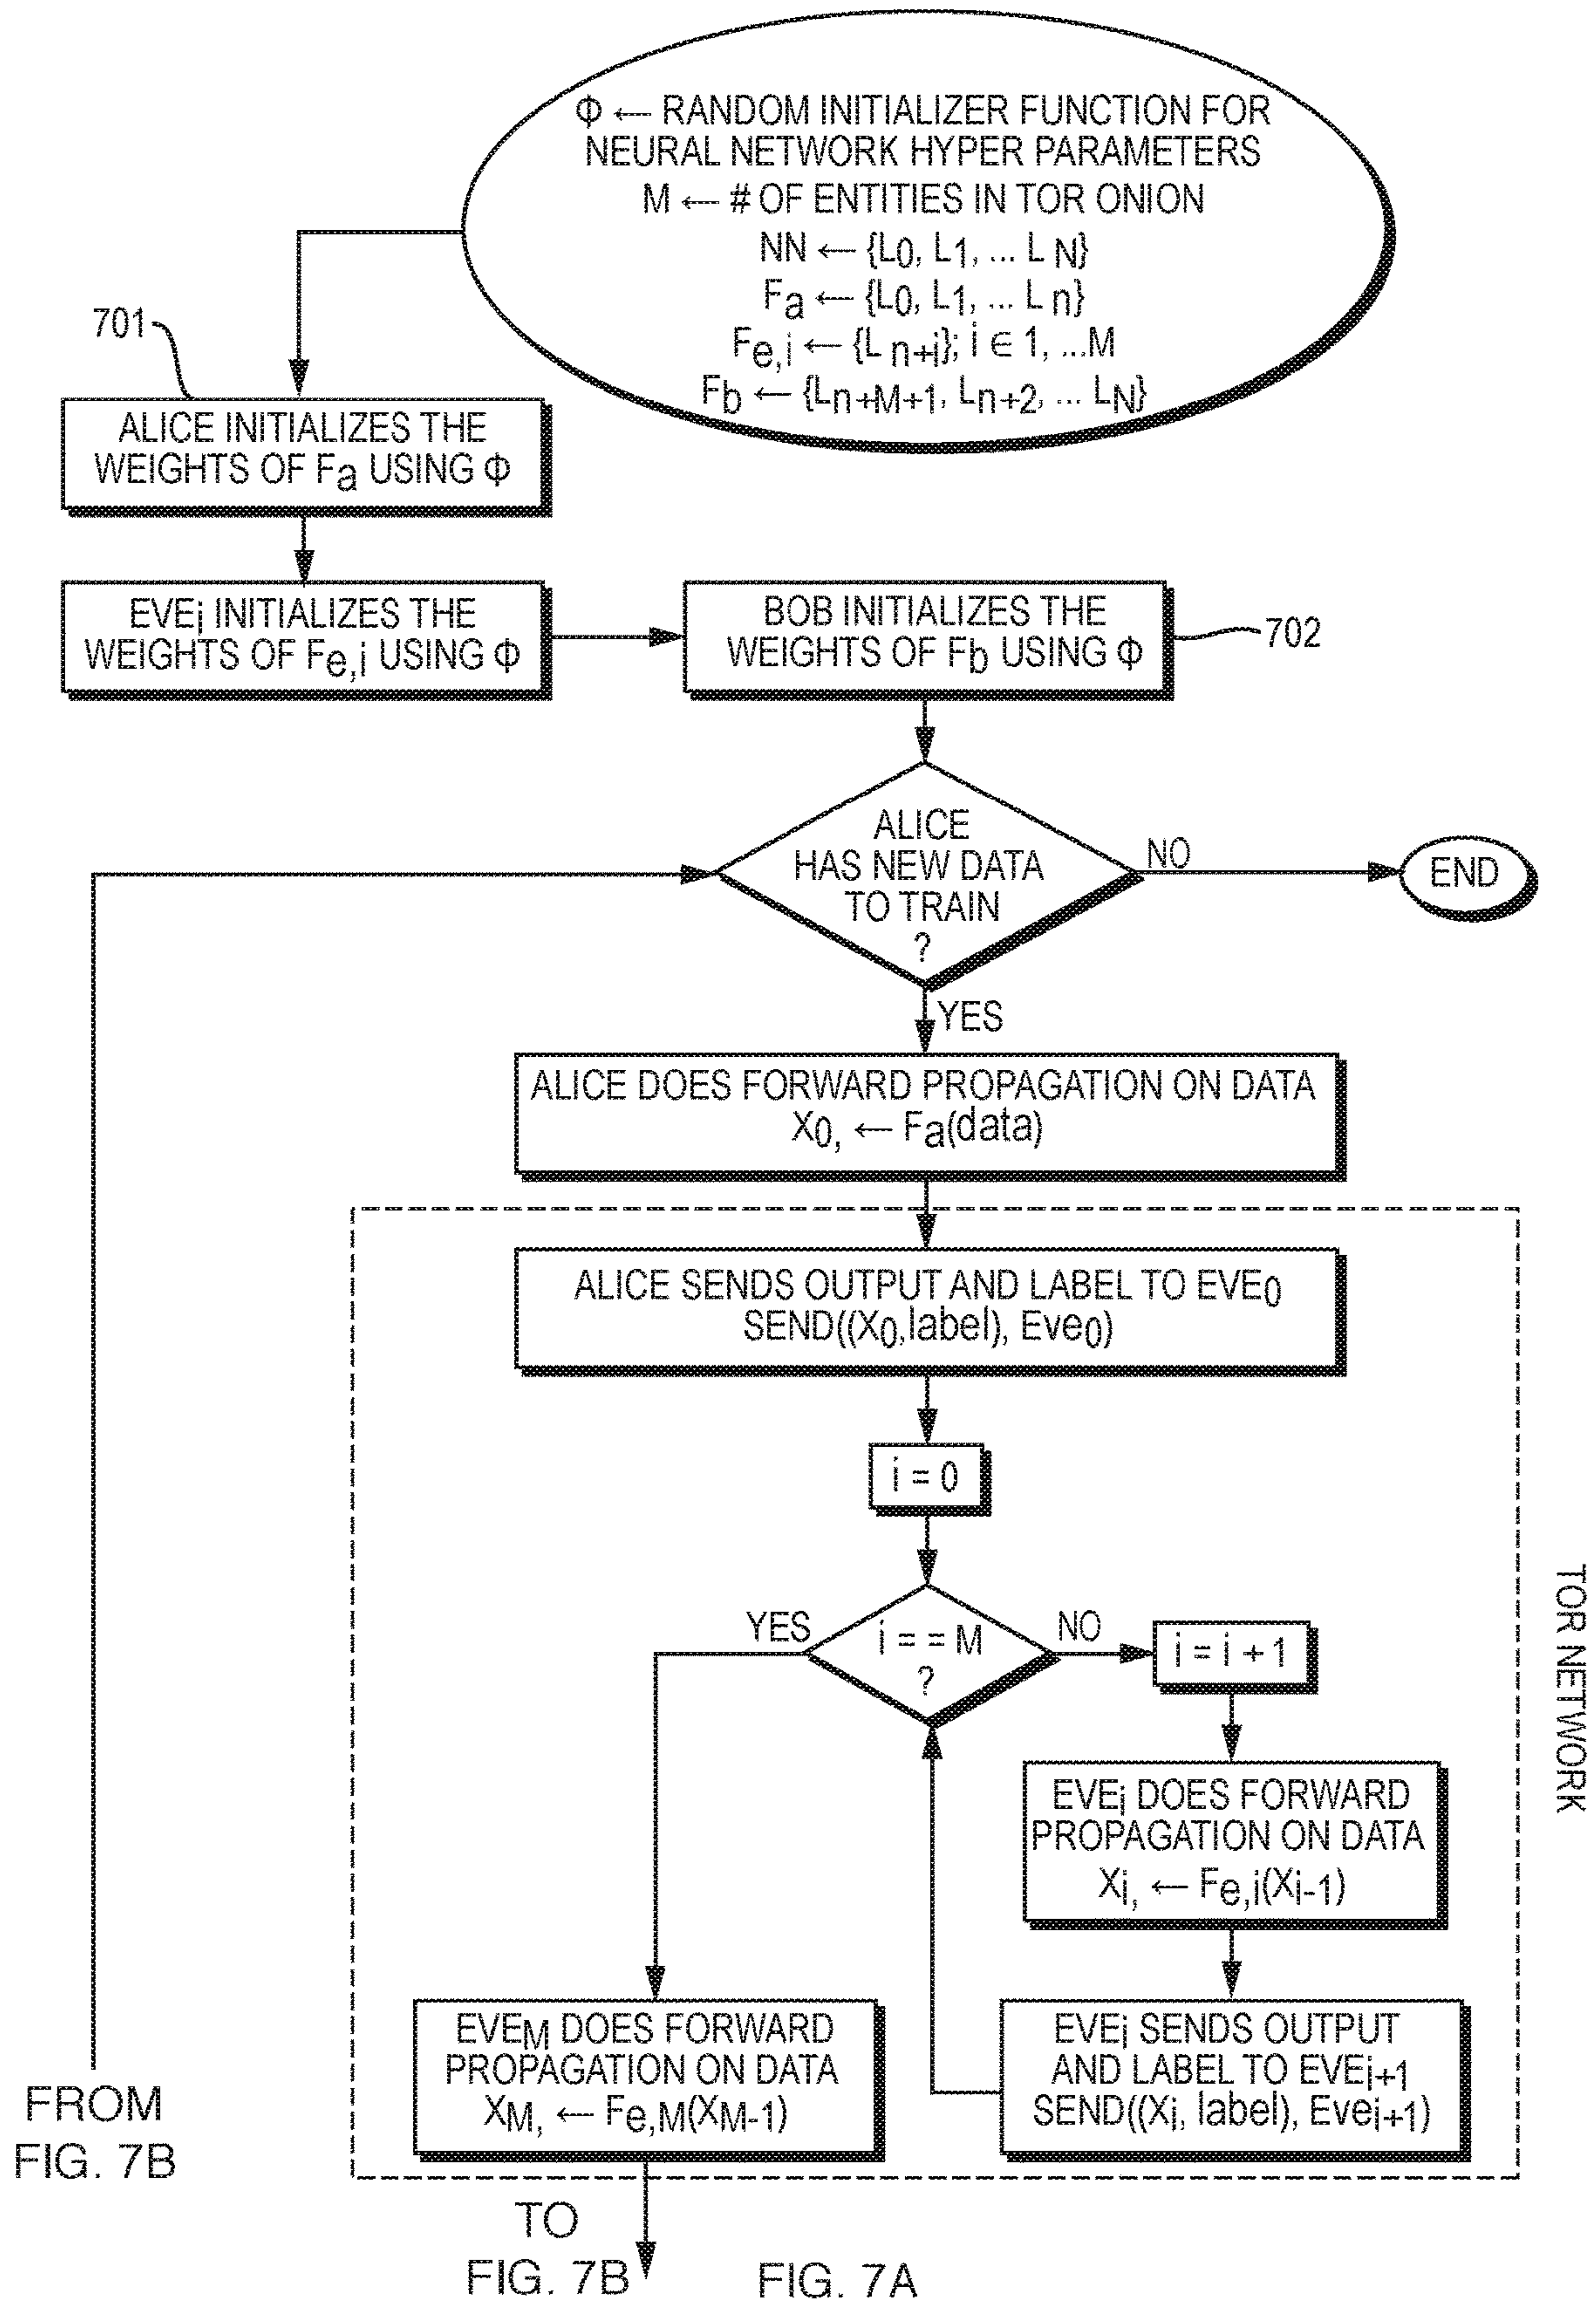 Φ ← RANDOM INITIALIZER FUNCTION FOR
NEURAL NETWORK HYPER PARAMETERS
M ← # OF ENTITIES IN TOR ONION
NN ← {L0, L1, ... L N}
Fa ← {L0, L1, ... L n}
Fe,i ← {L n+i}; i ∈ 1, ...M
Fb ← {Ln+M+1, Ln+2, ... LN}
701
ALICE INITIALIZES THE
WEIGHTS OF Fa USING Φ
EVEi INITIALIZES THE
WEIGHTS OF Fe,i USING Φ
BOB INITIALIZES THE
WEIGHTS OF Fb USING Φ
702
ALICE
HAS NEW DATA
TO TRAIN
?
NO
END
YES
ALICE DOES FORWARD PROPAGATION ON DATA
X0, ← Fa(data)
ALICE SENDS OUTPUT AND LABEL TO EVE0
SEND((X0,label), Eve0)
i = 0
i = = M
?
YES
NO
i = i + 1
EVEi DOES FORWARD
PROPAGATION ON DATA
Xi, ← Fe,i(Xi-1)
EVEi SENDS OUTPUT
AND LABEL TO EVEi+1
SEND((Xi, label), Evei+1)
EVEM DOES FORWARD
PROPAGATION ON DATA
XM, ← Fe,M(XM-1)
TOR NETWORK
FROM
FIG. 7B
TO
FIG. 7B
FIG. 7A